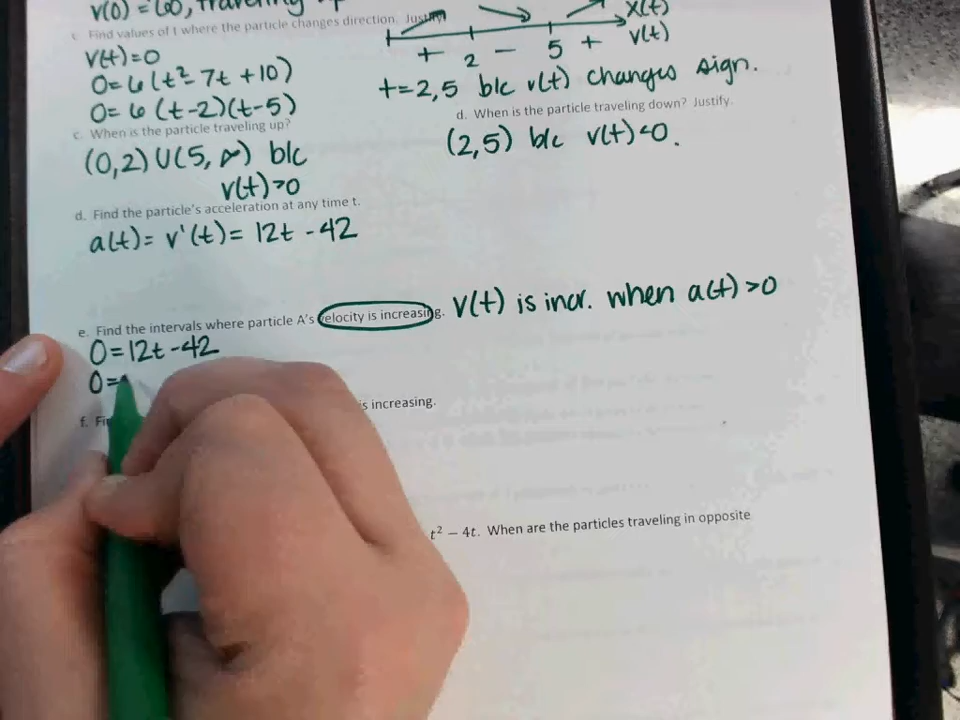 v(0) = 60, traveling up
c. Find values of t where the particle changes direction. Justify.
x(t)
+ 2 - 5 + v(t)
v(t)=0
0=6(t²-7t+10)
0=6(t-2)(t-5)
t=2,5 b/c v(t) changes sign.
c. When is the particle traveling up?
(0,2)∪(5,∞) b/c
v(t)>0
d. When is the particle traveling down? Justify.
(2,5) b/c v(t)<0.
d. Find the particle's acceleration at any time t.
a(t)= v'(t)= 12t -42
e. Find the intervals where particle A's velocity is increasing. v(t) is incr. when a(t)>0
0=12t-42
0=
f. is increasing.
t² − 4t. When are the particles traveling in opposite